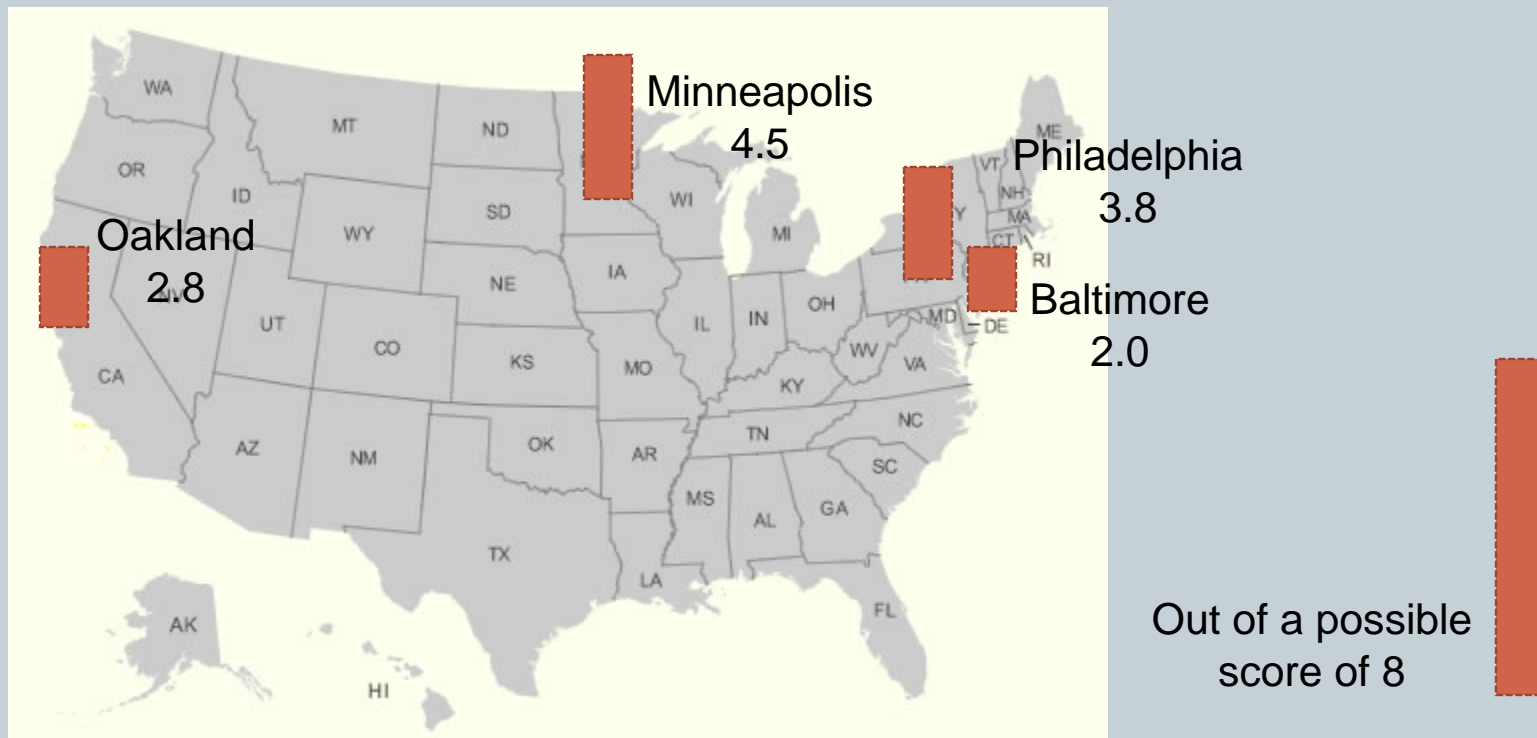 Minneapolis
4.5
Philadelphia
3.8
Oakland
2.8
Baltimore
2.0
Out of a possible
score of 8
WA
MT
ND
OR
ID
SD
WI
WY
MI
NE
IA
NV
UT
CO
KS
IL
IN
OH
MO
CA
AZ
NM
OK
AR
KY
WV
VA
TN
NC
SC
MS
AL
GA
TX
LA
FL
AK
HI
ME
VT
NH
MA
CT
RI
MD
DE